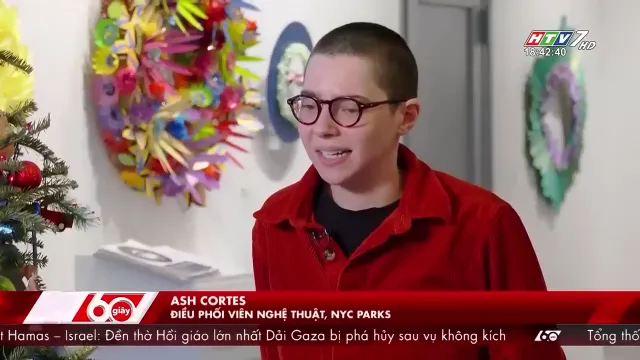 HTV7 HD
18:42:40
60 giây
ASH CORTES
ĐIỀU PHỐI VIÊN NGHỆ THUẬT, NYC PARKS
t Hamas – Israel: Đền thờ Hồi giáo lớn nhất Dải Gaza bị phá hủy sau vụ không kích 60 Tổng thố